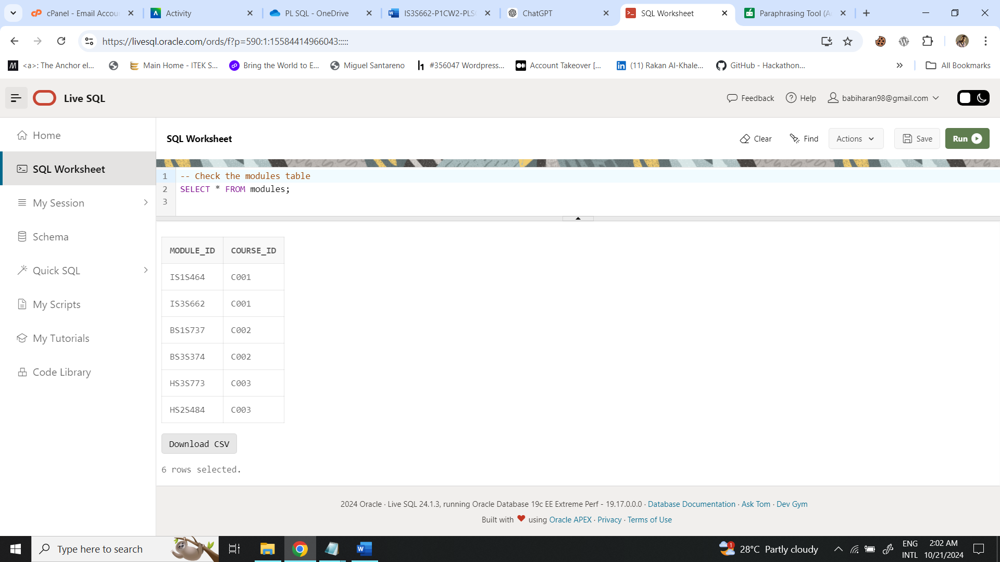 cPanel - Email Accou
Activity
PL SQL - OneDrive
IS3S662-P1CW2-PLS
ChatGPT
SQL Worksheet
Paraphrasing Tool (A
https://livesql.oracle.com/ords/f?p=590:1:15584414966043:::::
<a>: The Anchor el...
Main Home - ITEK S...
Bring the World to E...
Miguel Santareno
#356047 Wordpress...
Account Takeover [...
(11) Rakan Al-Khale...
GitHub - Hackathon...
All Bookmarks
Live SQL
Feedback
Help
babiharan98@gmail.com
Home
SQL Worksheet
My Session
Schema
Quick SQL
My Scripts
My Tutorials
Code Library
SQL Worksheet
Clear
Find
Actions
Save
Run
1 -- Check the modules table
2 SELECT * FROM modules;
3
MODULE_ID COURSE_ID
IS1S464 C001
IS3S662 C001
BS1S737 C002
BS3S374 C002
HS3S773 C003
HS2S484 C003
Download CSV
6 rows selected.
2024 Oracle · Live SQL 24.1.3, running Oracle Database 19c EE Extreme Perf - 19.17.0.0.0 · Database Documentation · Ask Tom · Dev Gym
Built with ❤ using Oracle APEX · Privacy · Terms of Use
Type here to search
1
28°C Partly cloudy
ENG
INTL
2:02 AM
10/21/2024